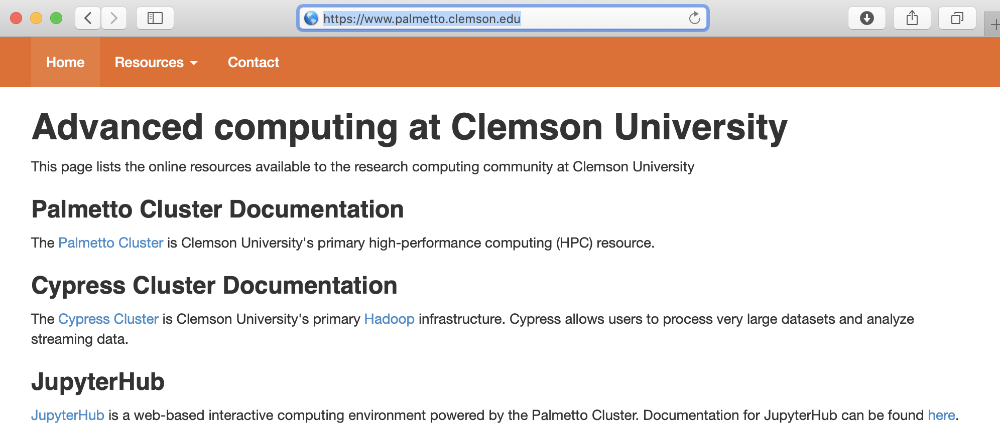 https://www.palmetto.clemson.edu
Home Resources Contact
Advanced computing at Clemson University
This page lists the online resources available to the research computing community at Clemson University
Palmetto Cluster Documentation
The Palmetto Cluster is Clemson University's primary high-performance computing (HPC) resource.
Cypress Cluster Documentation
The Cypress Cluster is Clemson University's primary Hadoop infrastructure. Cypress allows users to process very large datasets and analyze
streaming data.
JupyterHub
JupyterHub is a web-based interactive computing environment powered by the Palmetto Cluster. Documentation for JupyterHub can be found here.